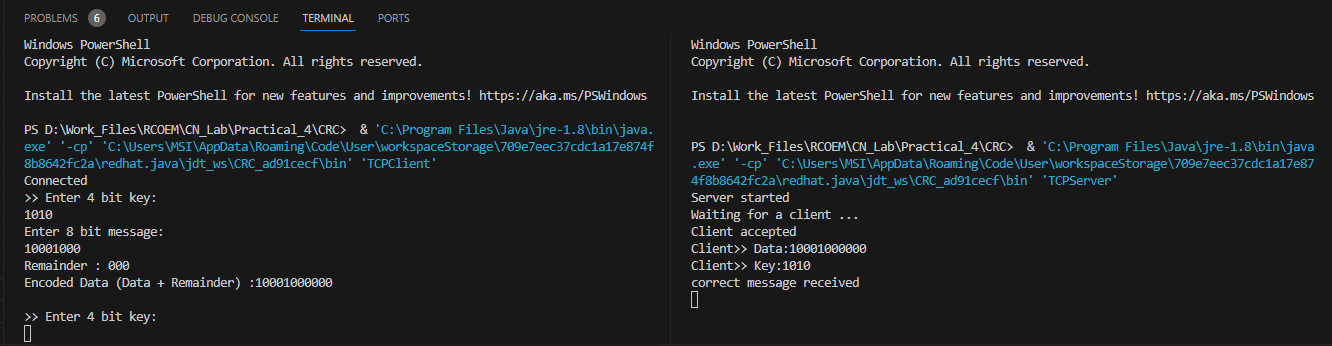 PROBLEMS 6 OUTPUT DEBUG CONSOLE TERMINAL PORTS
Windows PowerShell
Copyright (C) Microsoft Corporation. All rights reserved.
Install the latest PowerShell for new features and improvements! https://aka.ms/PSWindows
PS D:\Work_Files\RCOEM\CN_Lab\Practical_4\CRC>  & 'C:\Program Files\Java\jre-1.8\bin\java.
exe' '-cp' 'C:\Users\MSI\AppData\Roaming\Code\User\workspaceStorage\709e7eec37cdc1a17e874f
8b8642fc2a\redhat.java\jdt_ws\CRC_ad91cecf\bin' 'TCPClient'
Connected
>> Enter 4 bit key:
1010
Enter 8 bit message:
10001000
Remainder : 000
Encoded Data (Data + Remainder) :10001000000
>> Enter 4 bit key:
Windows PowerShell
Copyright (C) Microsoft Corporation. All rights reserved.
Install the latest PowerShell for new features and improvements! https://aka.ms/PSWindows
PS D:\Work_Files\RCOEM\CN_Lab\Practical_4\CRC>  & 'C:\Program Files\Java\jre-1.8\bin\java
.exe' '-cp' 'C:\Users\MSI\AppData\Roaming\Code\User\workspaceStorage\709e7eec37cdc1a17e87
4f8b8642fc2a\redhat.java\jdt_ws\CRC_ad91cecf\bin' 'TCPServer'
Server started
Waiting for a client ...
Client accepted
Client>> Data:10001000000
Client>> Key:1010
correct message received